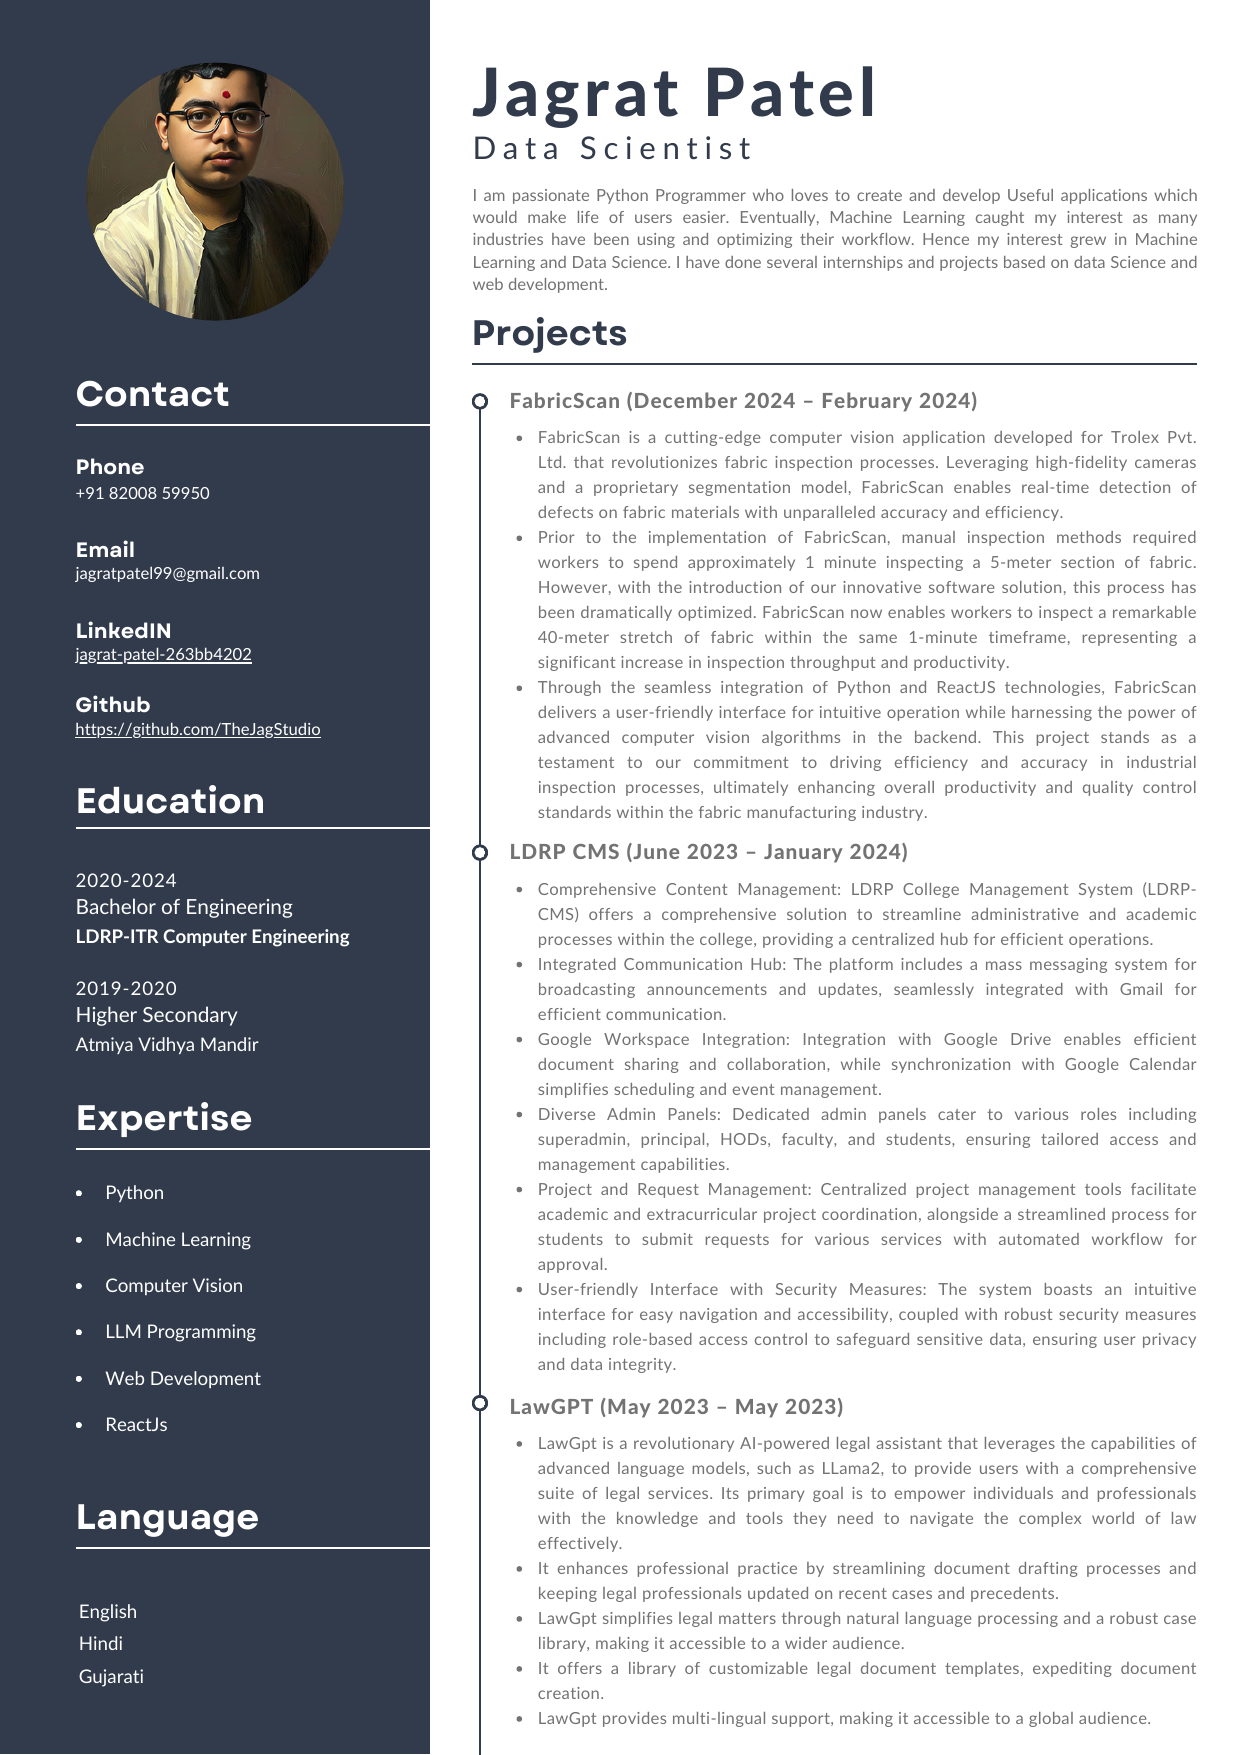 Contact
Phone
+91 82008 59950
Email
jagratpatel99@gmail.com
LinkedIN
jagrat-patel-263bb4202
Github
https://github.com/TheJagStudio
Education
2020-2024
Bachelor of Engineering
LDRP-ITR Computer Engineering
2019-2020
Higher Secondary
Atmiya Vidhya Mandir
Expertise
• Python
• Machine Learning
• Computer Vision
• LLM Programming
• Web Development
• ReactJs
Language
English
Hindi
Gujarati
Jagrat Patel
Data Scientist
I am passionate Python Programmer who loves to create and develop Useful applications which
would make life of users easier. Eventually, Machine Learning caught my interest as many
industries have been using and optimizing their workflow. Hence my interest grew in Machine
Learning and Data Science. I have done several internships and projects based on data Science and
web development.
Projects
FabricScan (December 2024 – February 2024)
• FabricScan is a cutting-edge computer vision application developed for Trolex Pvt.
Ltd. that revolutionizes fabric inspection processes. Leveraging high-fidelity cameras
and a proprietary segmentation model, FabricScan enables real-time detection of
defects on fabric materials with unparalleled accuracy and efficiency.
• Prior to the implementation of FabricScan, manual inspection methods required
workers to spend approximately 1 minute inspecting a 5-meter section of fabric.
However, with the introduction of our innovative software solution, this process has
been dramatically optimized. FabricScan now enables workers to inspect a remarkable
40-meter stretch of fabric within the same 1-minute timeframe, representing a
significant increase in inspection throughput and productivity.
• Through the seamless integration of Python and ReactJS technologies, FabricScan
delivers a user-friendly interface for intuitive operation while harnessing the power of
advanced computer vision algorithms in the backend. This project stands as a
testament to our commitment to driving efficiency and accuracy in industrial
inspection processes, ultimately enhancing overall productivity and quality control
standards within the fabric manufacturing industry.
LDRP CMS (June 2023 – January 2024)
• Comprehensive Content Management: LDRP College Management System (LDRP-
CMS) offers a comprehensive solution to streamline administrative and academic
processes within the college, providing a centralized hub for efficient operations.
• Integrated Communication Hub: The platform includes a mass messaging system for
broadcasting announcements and updates, seamlessly integrated with Gmail for
efficient communication.
• Google Workspace Integration: Integration with Google Drive enables efficient
document sharing and collaboration, while synchronization with Google Calendar
simplifies scheduling and event management.
• Diverse Admin Panels: Dedicated admin panels cater to various roles including
superadmin, principal, HODs, faculty, and students, ensuring tailored access and
management capabilities.
• Project and Request Management: Centralized project management tools facilitate
academic and extracurricular project coordination, alongside a streamlined process for
students to submit requests for various services with automated workflow for
approval.
• User-friendly Interface with Security Measures: The system boasts an intuitive
interface for easy navigation and accessibility, coupled with robust security measures
including role-based access control to safeguard sensitive data, ensuring user privacy
and data integrity.
LawGPT (May 2023 – May 2023)
• LawGpt is a revolutionary AI-powered legal assistant that leverages the capabilities of
advanced language models, such as LLama2, to provide users with a comprehensive
suite of legal services. Its primary goal is to empower individuals and professionals
with the knowledge and tools they need to navigate the complex world of law
effectively.
• It enhances professional practice by streamlining document drafting processes and
keeping legal professionals updated on recent cases and precedents.
• LawGpt simplifies legal matters through natural language processing and a robust case
library, making it accessible to a wider audience.
• It offers a library of customizable legal document templates, expediting document
creation.
• LawGpt provides multi-lingual support, making it accessible to a global audience.